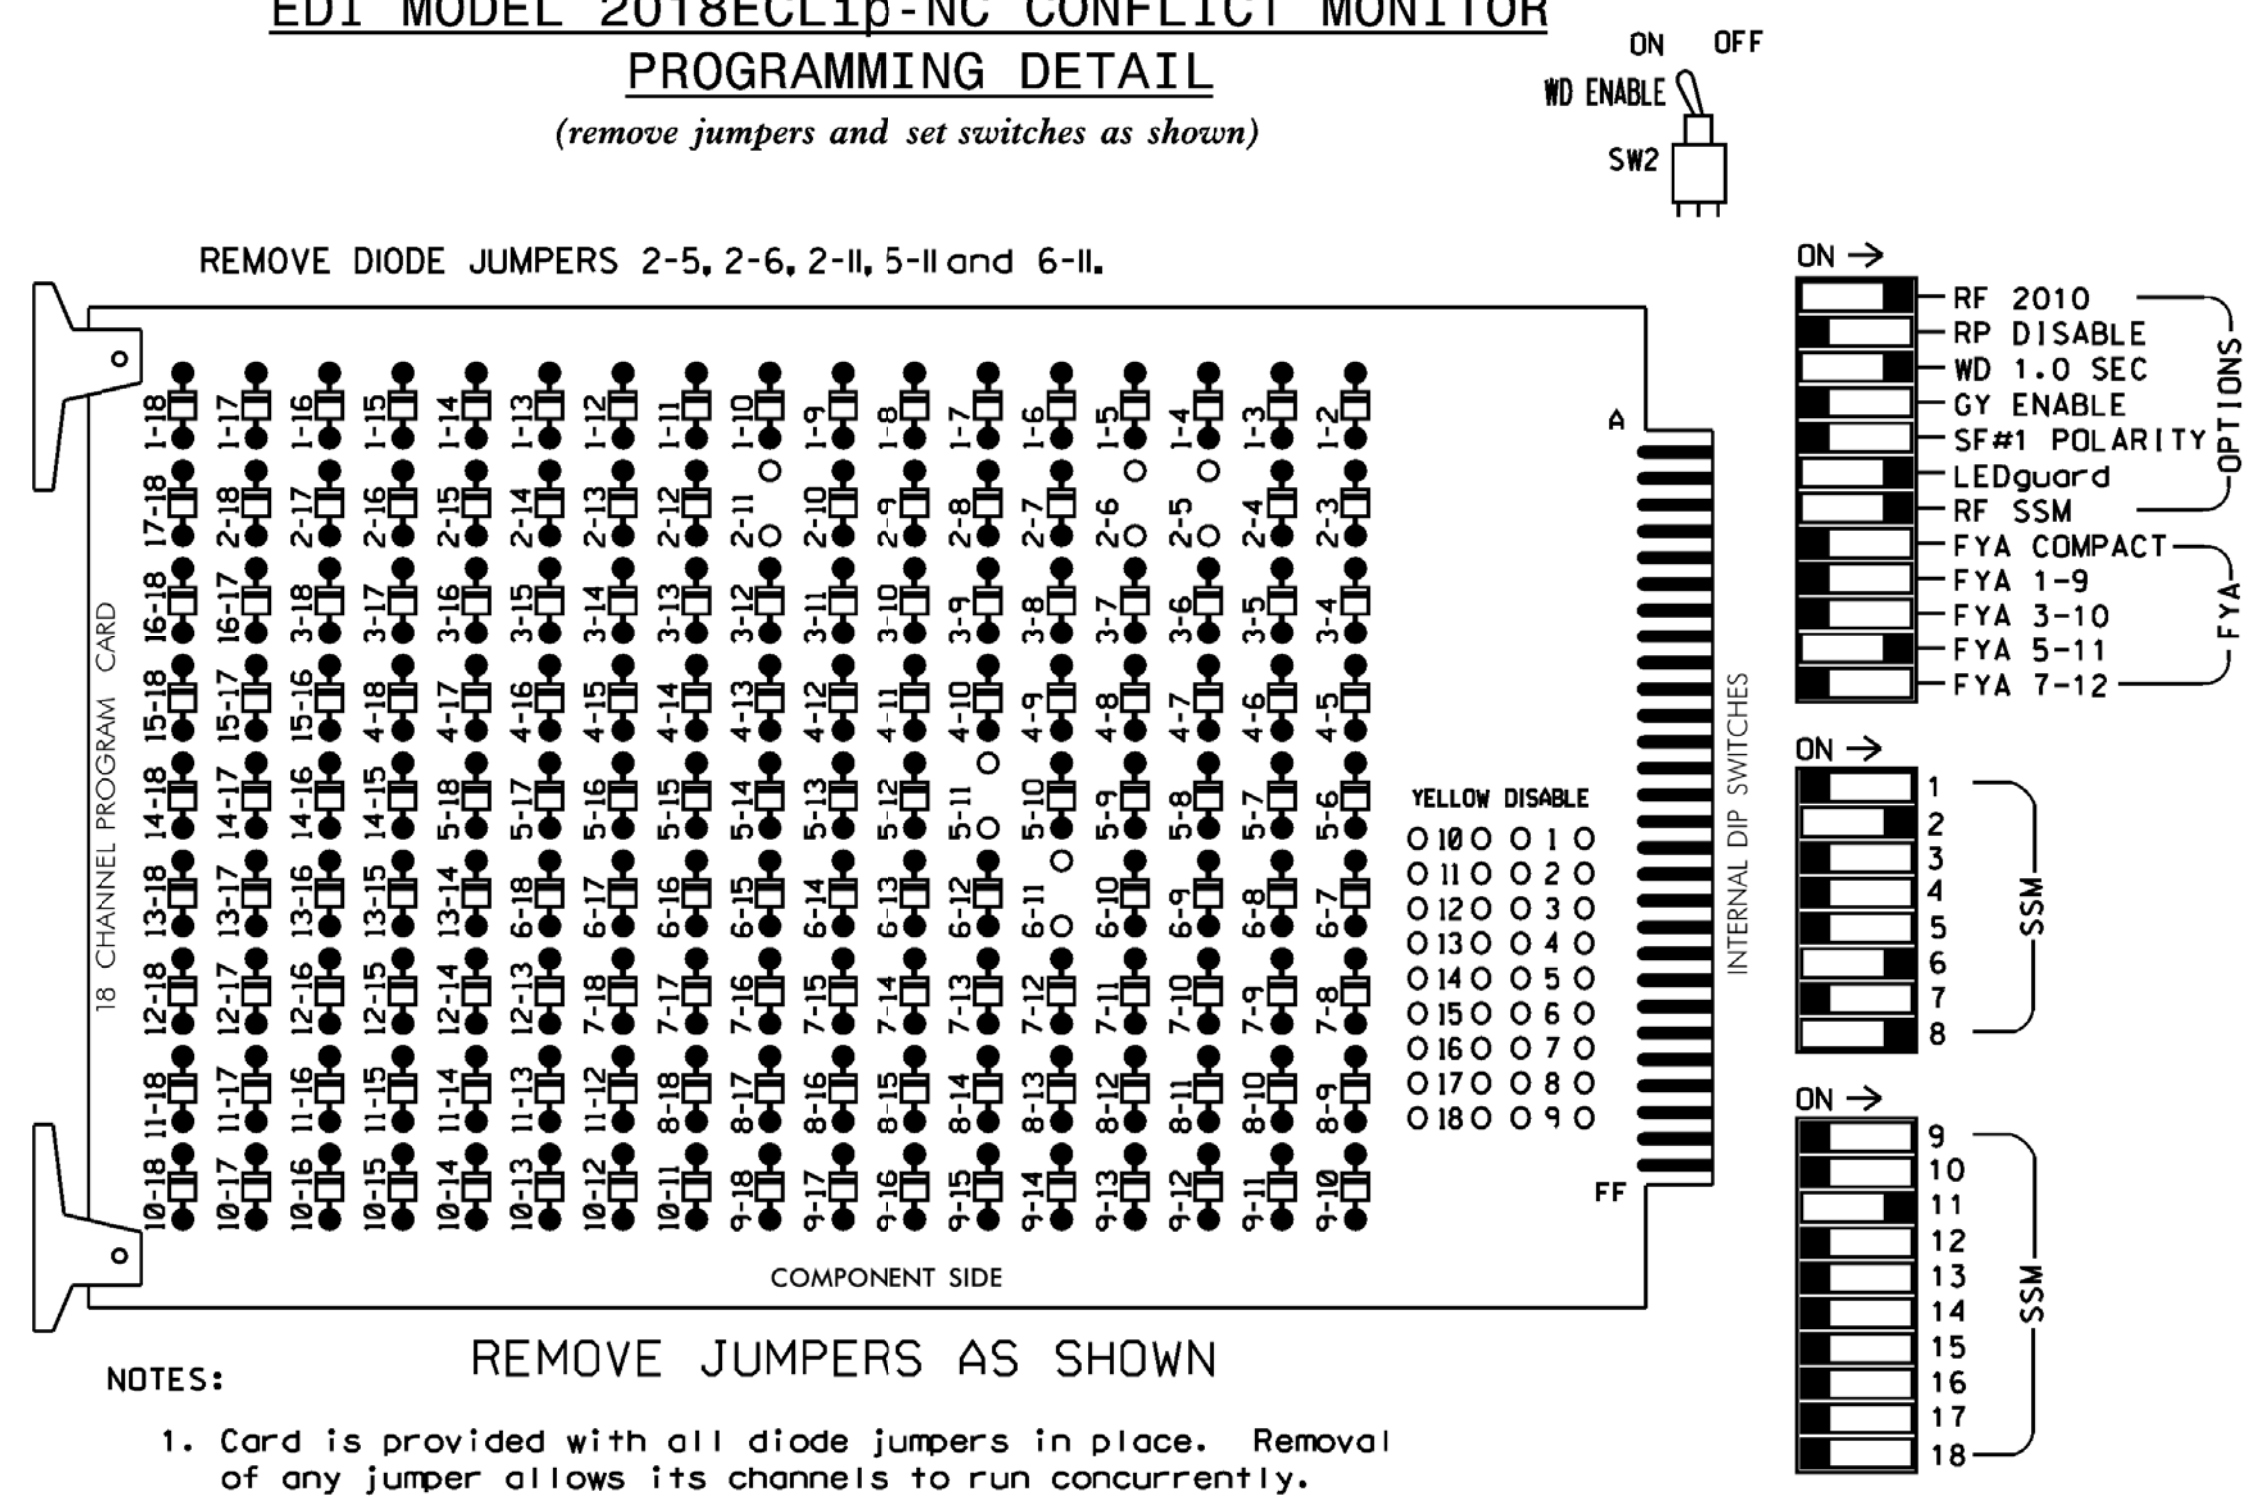 EDI MODEL 2018ECLip-NC CONFLICT MONITOR
PROGRAMMING DETAIL
(remove jumpers and set switches as shown)
ON OFF
WD ENABLE
SW2
REMOVE DIODE JUMPERS 2-5, 2-6, 2-11, 5-11 and 6-11.
18 CHANNEL PROGRAM CARD
1-18 1-17 1-16 1-15 1-14 1-13 1-12 1-11 1-10 1-9 1-8 1-7 1-6 1-5 1-4 1-3 1-2
17-18 2-18 2-17 2-16 2-15 2-14 2-13 2-12 2-11 2-10 2-9 2-8 2-7 2-6 2-5 2-4 2-3
16-18 16-17 3-18 3-17 3-16 3-15 3-14 3-13 3-12 3-11 3-10 3-9 3-8 3-7 3-6 3-5 3-4
15-18 15-17 15-16 4-18 4-17 4-16 4-15 4-14 4-13 4-12 4-11 4-10 4-9 4-8 4-7 4-6 4-5
14-18 14-17 14-16 14-15 5-18 5-17 5-16 5-15 5-14 5-13 5-12 5-11 5-10 5-9 5-8 5-7 5-6
13-18 13-17 13-16 13-15 13-14 6-18 6-17 6-16 6-15 6-14 6-13 6-12 6-11 6-10 6-9 6-8 6-7
12-18 12-17 12-16 12-15 12-14 12-13 7-18 7-17 7-16 7-15 7-14 7-13 7-12 7-11 7-10 7-9 7-8
11-18 11-17 11-16 11-15 11-14 11-13 11-12 8-18 8-17 8-16 8-15 8-14 8-13 8-12 8-11 8-10 8-9
10-18 10-17 10-16 10-15 10-14 10-13 10-12 10-11 9-18 9-17 9-16 9-15 9-14 9-13 9-12 9-11 9-10
COMPONENT SIDE
A
YELLOW DISABLE
10 1
11 2
12 3
13 4
14 5
15 6
16 7
17 8
18 9
FF
INTERNAL DIP SWITCHES
ON →
RF 2010
RP DISABLE
WD 1.0 SEC
GY ENABLE
SF#1 POLARITY
LEDguard
RF SSM
OPTIONS
FYA COMPACT
FYA 1-9
FYA 3-10
FYA 5-11
FYA 7-12
FYA
ON →
1
2
3
4
5
6
7
8
SSM
ON →
9
10
11
12
13
14
15
16
17
18
SSM
REMOVE JUMPERS AS SHOWN
NOTES:
1. Card is provided with all diode jumpers in place. Removal
of any jumper allows its channels to run concurrently.